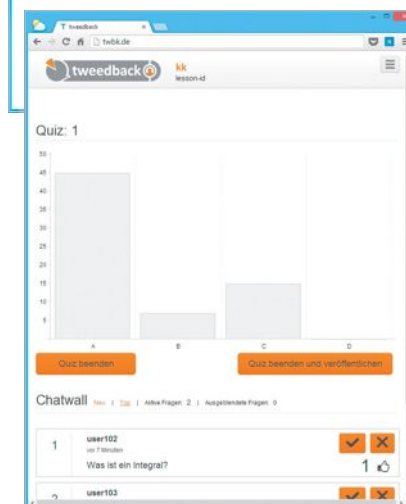 tweedback
twbk.de
tweedback
kk
lesson-id
Quiz: 1
50
45
40
35
30
25
20
15
10
5
A B C D
Quiz beenden Quiz beenden und veröffentlichen
Chatwall Neu | Top | Aktive Fragen: 2 | Ausgeblendete Fragen: 0
1 user102
vor 7 Minuten
Was ist ein Integral? 1
2 user103